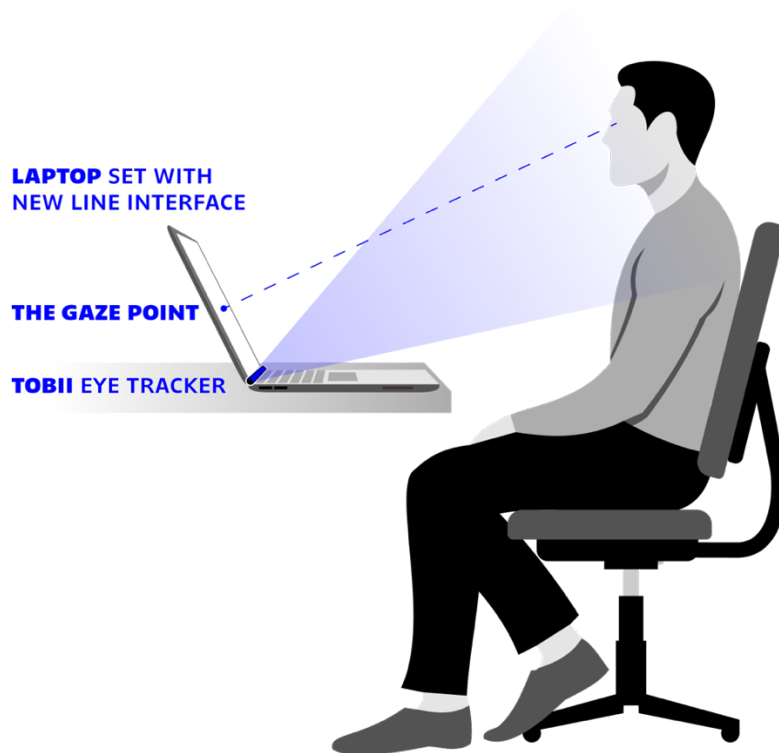 LAPTOP SET WITH
NEW LINE INTERFACE
THE GAZE POINT
TOBII EYE TRACKER